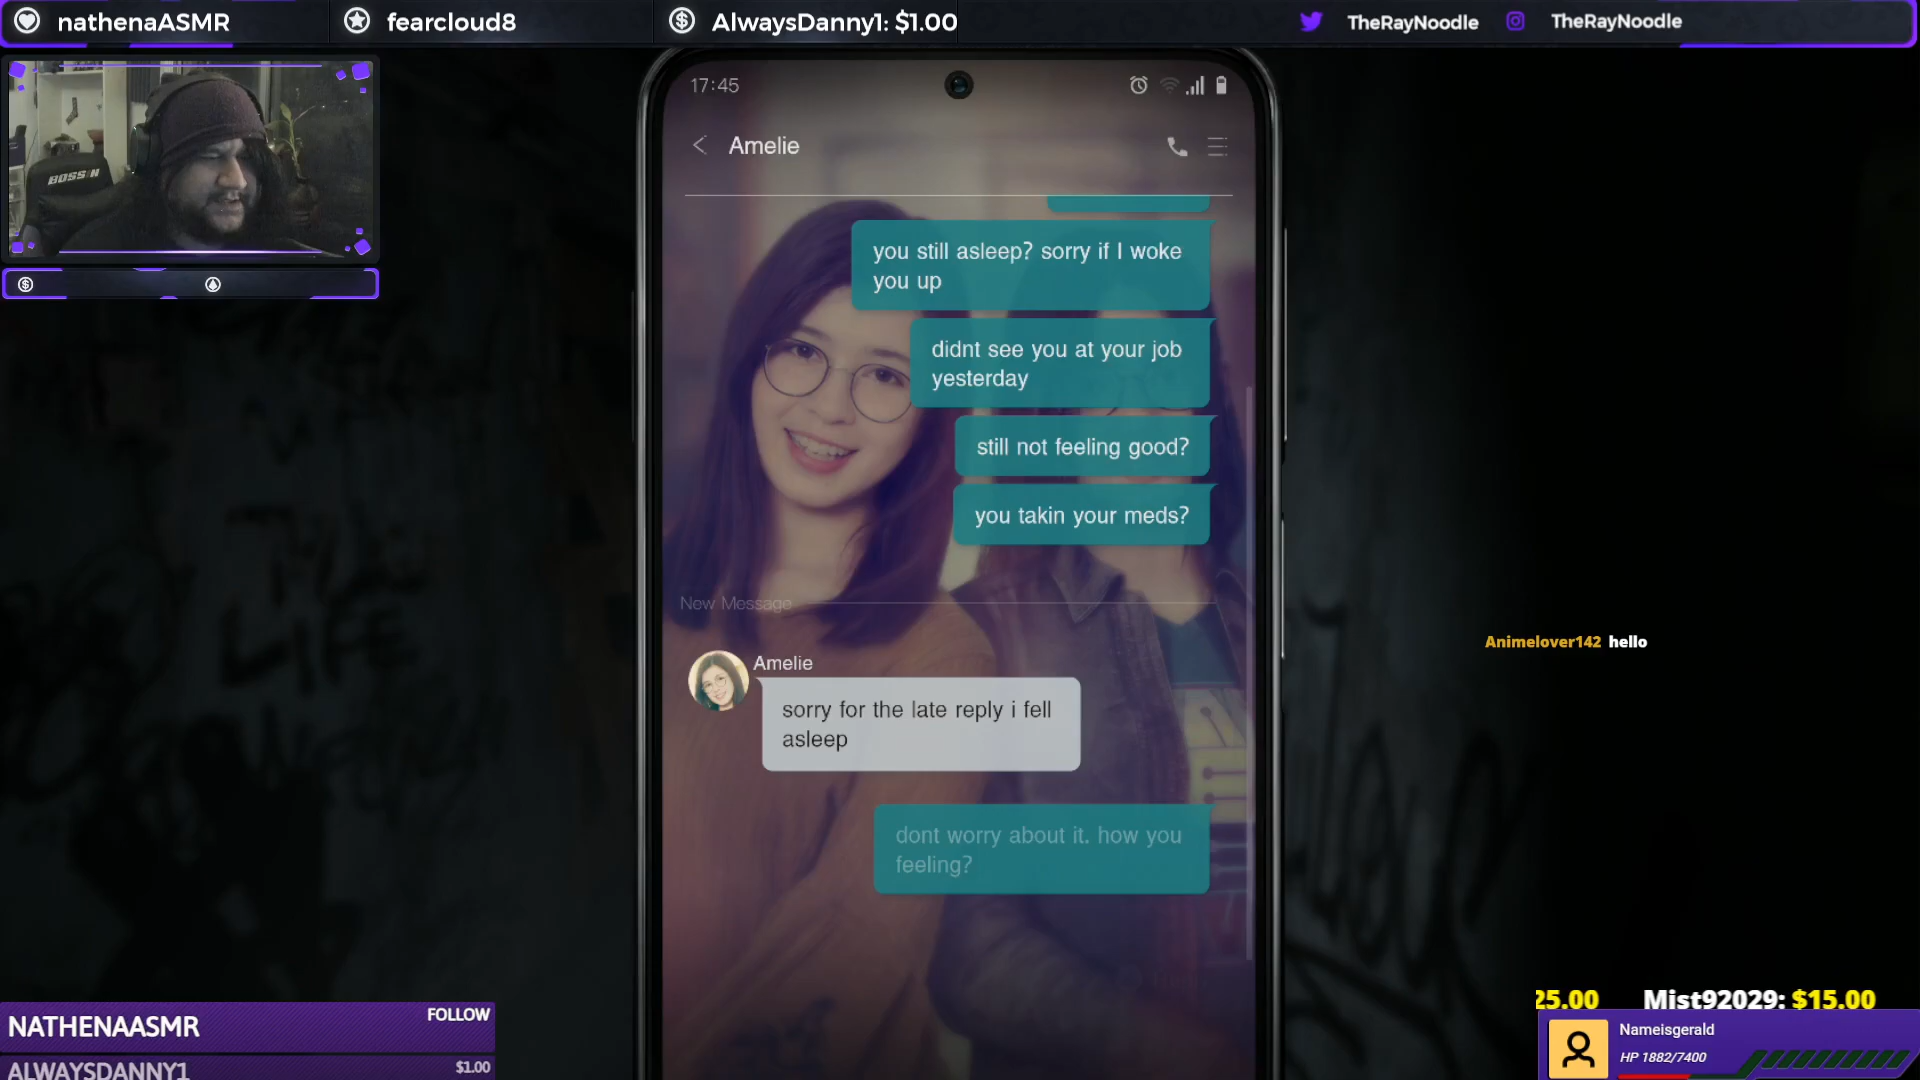 nathenaASMR
fearcloud8
AlwaysDanny1: $1.00
TheRayNoodle
TheRayNoodle
BOSSIN
17:45
Amelie
you still asleep? sorry if I woke
you up
didnt see you at your job
yesterday
still not feeling good?
you takin your meds?
New Message
Amelie
sorry for the late reply i fell
asleep
dont worry about it. how you
feeling?
THE
LIFE
Animelover142 hello
25.00 Mist92029: $15.00
Nameisgerald
HP 1882/7400
NATHENAASMR
FOLLOW
ALWAYSDANNY1
$1.00